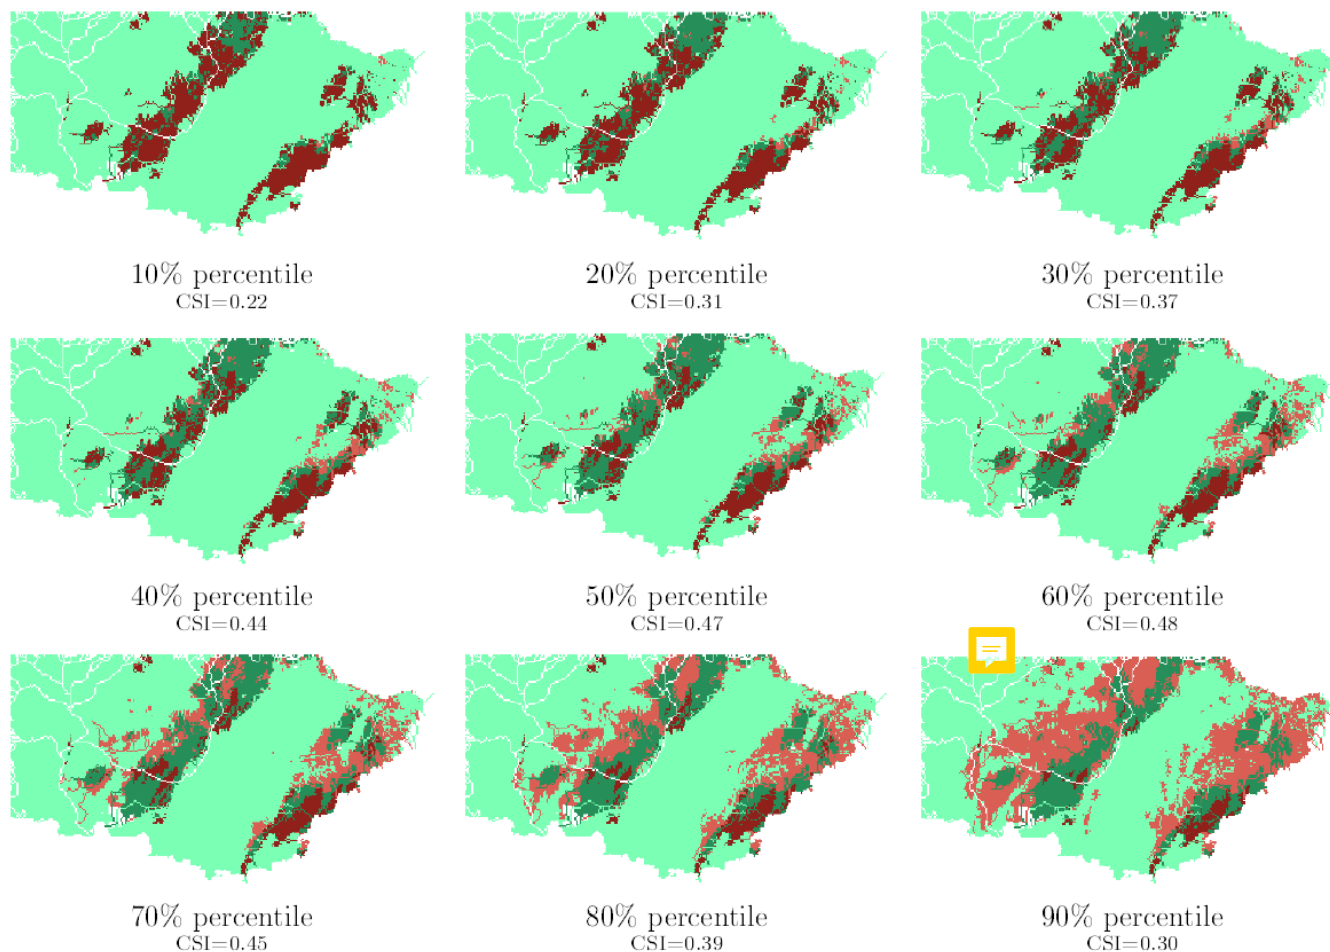 10% percentile
CSI=0.22
20% percentile
CSI=0.31
30% percentile
CSI=0.37
40% percentile
CSI=0.44
50% percentile
CSI=0.47
60% percentile
CSI=0.48
70% percentile
CSI=0.45
80% percentile
CSI=0.39
90% percentile
CSI=0.30